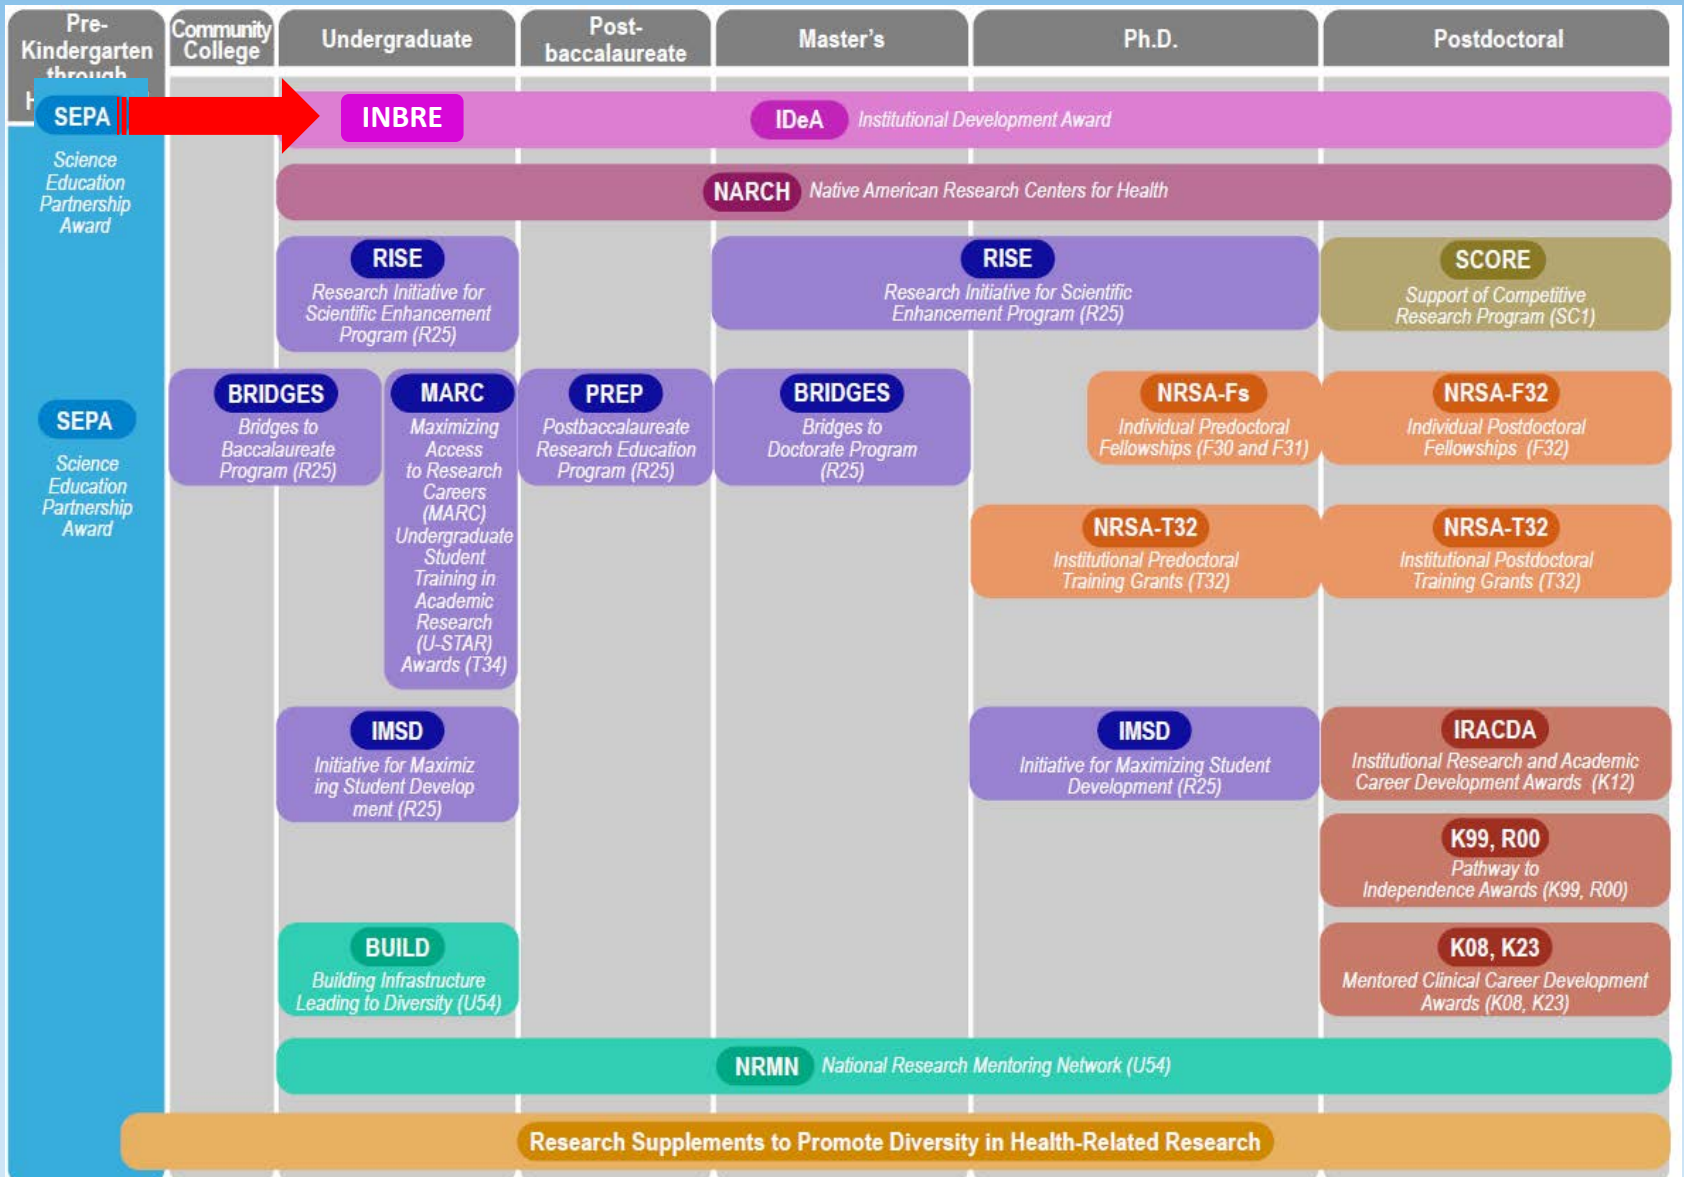 Pre-
Kindergarten
through
H
Community
College
Undergraduate
Post-
baccalaureate
Master's
Ph.D.
Postdoctoral
SEPA
Science
Education
Partnership
Award
INBRE
IDeA Institutional Development Award
NARCH Native American Research Centers for Health
RISE
Research Initiative for
Scientific Enhancement
Program (R25)
RISE
Research Initiative for Scientific
Enhancement Program (R25)
SCORE
Support of Competitive
Research Program (SC1)
SEPA
Science
Education
Partnership
Award
BRIDGES
Bridges to
Baccalaureate
Program (R25)
MARC
Maximizing
Access
to Research
Careers
(MARC)
Undergraduate
Student
Training in
Academic
Research
(U-STAR)
Awards (T34)
PREP
Postbaccalaureate
Research Education
Program (R25)
BRIDGES
Bridges to
Doctorate Program
(R25)
NRSA-Fs
Individual Predoctoral
Fellowships (F30 and F31)
NRSA-F32
Individual Postdoctoral
Fellowships (F32)
NRSA-T32
Institutional Predoctoral
Training Grants (T32)
NRSA-T32
Institutional Postdoctoral
Training Grants (T32)
IMSD
Initiative for Maximiz
ing Student Develop
ment (R25)
IMSD
Initiative for Maximizing Student
Development (R25)
IRACDA
Institutional Research and Academic
Career Development Awards (K12)
K99, R00
Pathway to
Independence Awards (K99, R00)
BUILD
Building Infrastructure
Leading to Diversity (U54)
K08, K23
Mentored Clinical Career Development
Awards (K08, K23)
NRMN National Research Mentoring Network (U54)
Research Supplements to Promote Diversity in Health-Related Research